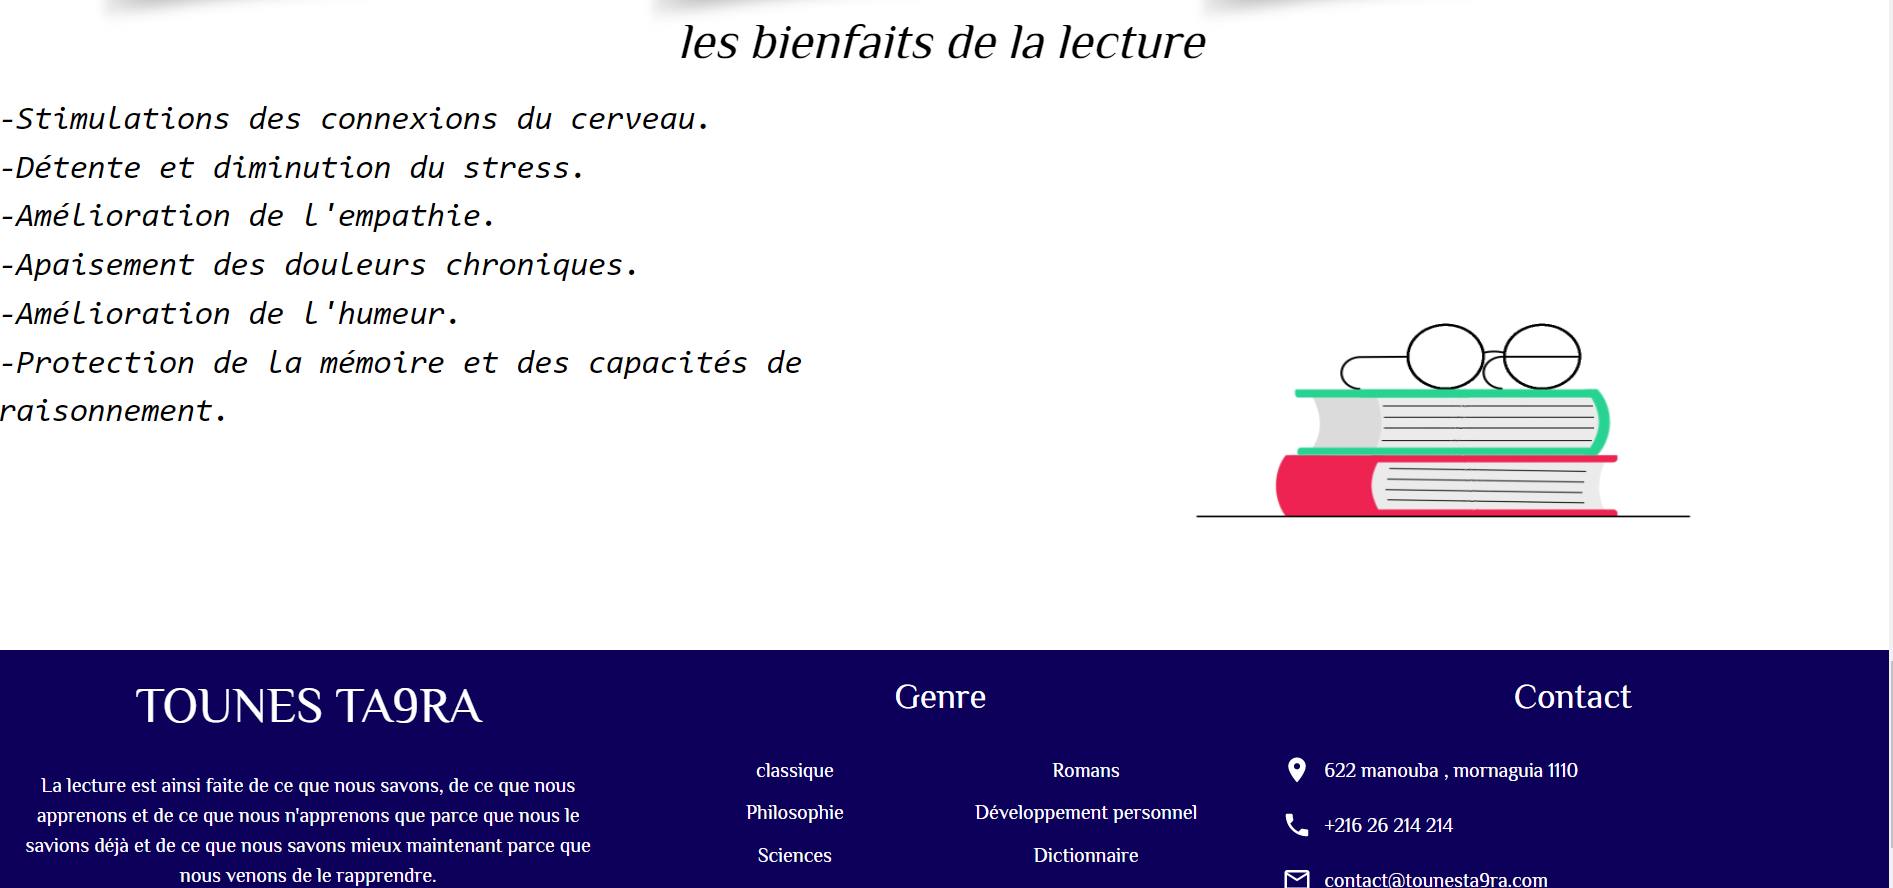 les bienfaits de la lecture
-Stimulations des connexions du cerveau.
-Détente et diminution du stress.
-Amélioration de l'empathie.
-Apaisement des douleurs chroniques.
-Amélioration de l'humeur.
-Protection de la mémoire et des capacités de
raisonnement.
TOUNES TA9RA
La lecture est ainsi faite de ce que nous savons, de ce que nous
apprenons et de ce que nous n'apprenons que parce que nous le
savions déjà et de ce que nous savons mieux maintenant parce que
nous venons de le rapprendre.
Genre
classique
Romans
Philosophie
Développement personnel
Sciences
Dictionnaire
Contact
622 manouba , mornaguia 1110
+216 26 214 214
contact@tounesta9ra.com